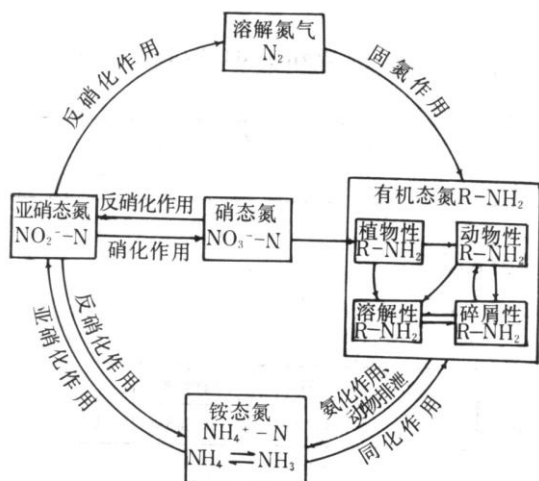 溶解氮气
N₂
反硝化作用
固氮作用
有机态氮R-NH₂
亚硝态氮
NO₂⁻-N
反硝化作用
硝化作用
硝态氮
NO₃⁻-N
植物性
R-NH₂
动物性
R-NH₂
溶解性
R-NH₂
碎屑性
R-NH₂
反硝化作用
亚硝化作用
氨化作用、
动物排泄
同化作用
铵态氮
NH₄⁺-N
NH₄ ⇌ NH₃